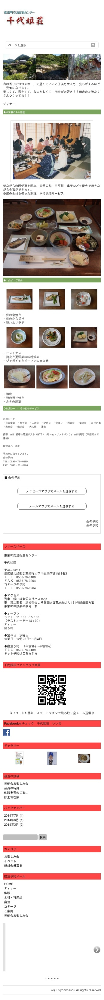 東栄町交流促進センター
千代姫荘
ページを選択
森の香りにつつまれ　川で遊んでいると子供も大人も　見ちがえるほど
元気になります。
楽しくて、温かくて、なつかしくて、田舎が大好き！！田舎の友達たく
さんつくってね！！
ディナー
◆囲炉裏のある部屋
昔ながらの囲炉裏を囲み、天然の鮎、五平餅、串芋などを炭火で焼きな
がら食事ができます。
季節の食材を使った料理、枡で地酒サービス
◆１品ずつご案内
・鮎の塩焼き
・鮎のから揚げ
・鶏ハムサラダ
・ヒスイナス
・鶏皮と夏野菜の味噌炒め
・ジャガイモとピーマンの炭火焼
・漬物
・鶏の照り焼き
・ふきの穂葉
◇利用シーン　その他のサービス
利用シーン
・夜の宴会　・女子会　・二次会　・記念日　・合コン　・同窓会　・歓迎会　・お祝い事
・家族会　・敬老会　・大人数　・法事
携帯・wifi　携帯の電波が入る（NTTドコモ・au・ソフトバンク）　wifi利用可（事務所まで
連絡）
喫煙スペース有
予約制になっています。
会の予約
TEL：0536－76－0489
FAX：0536－76－0264
■ 会の予約
メッセージアプリでメールを送信する
メールアプリでメールを送信する
会の予約
会の予約
フリースペース
東栄町交流促進センター
千代姫荘
〒449-0211
愛知県北設楽郡東栄町大字中設楽字西向13番3
ＴＥＬ　0536-76-0489
ＦＡＸ　0536-76-0264
コテージの予約
ＴＥＬ　0536-76-0264
◆アクセス
列車　飯田線東栄よりバス15分
車　第二東名　浜松引佐より飯田方面鳳来峡より151号線飯田方面
東栄町中設楽の信号　右
◆オープン
ランチ　11：00～15：00
（ラストオーダー14：00）
ディナー
要予約
◆定休日　水曜日
休業日　12月28日～1月4日
◆宿泊予約　（午前9時～午後3時）
ＴＥＬ　0536-76-0489
ネット予約はこちらから
千代姫荘ファンクラブ会員
ＱＲコードを携帯・スマートフォンで読み取り空メール送信♪
Facebookもチェック　千代姫荘　いいね
ギャラリー
最近の投稿
三健会お楽しみ会
会員の特典
体験実習のご案内
郷土料理家
バックナンバー
2014年7月 (1)
2014年6月 (1)
2014年3月 (2)
検索
カテゴリー
お楽しみ会
イベント
新規会員募集
宿泊予約メール
HOME
ディナー
体験
食材・特産品
宿泊
コテージ
ご案内
三健会お楽しみ会
(c) Thiyohimesou All rights reserved